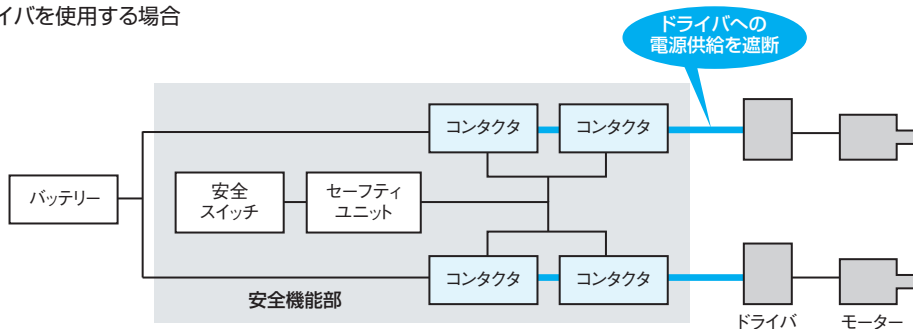 イバを使用する場合
ドライバへの
電源供給を遮断
コンタクタ
コンタクタ
バッテリー
安全
スイッチ
セーフティ
ユニット
コンタクタ
コンタクタ
安全機能部
ドライバ
モーター